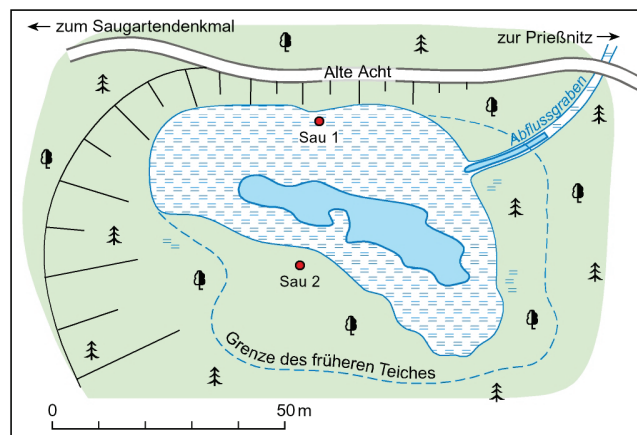 ← zum Saugartendenkmal
zur Prießnitz →
Alte Acht
Abflussgraben
Sau 1
Sau 2
Grenze des früheren Teiches
0 50 m